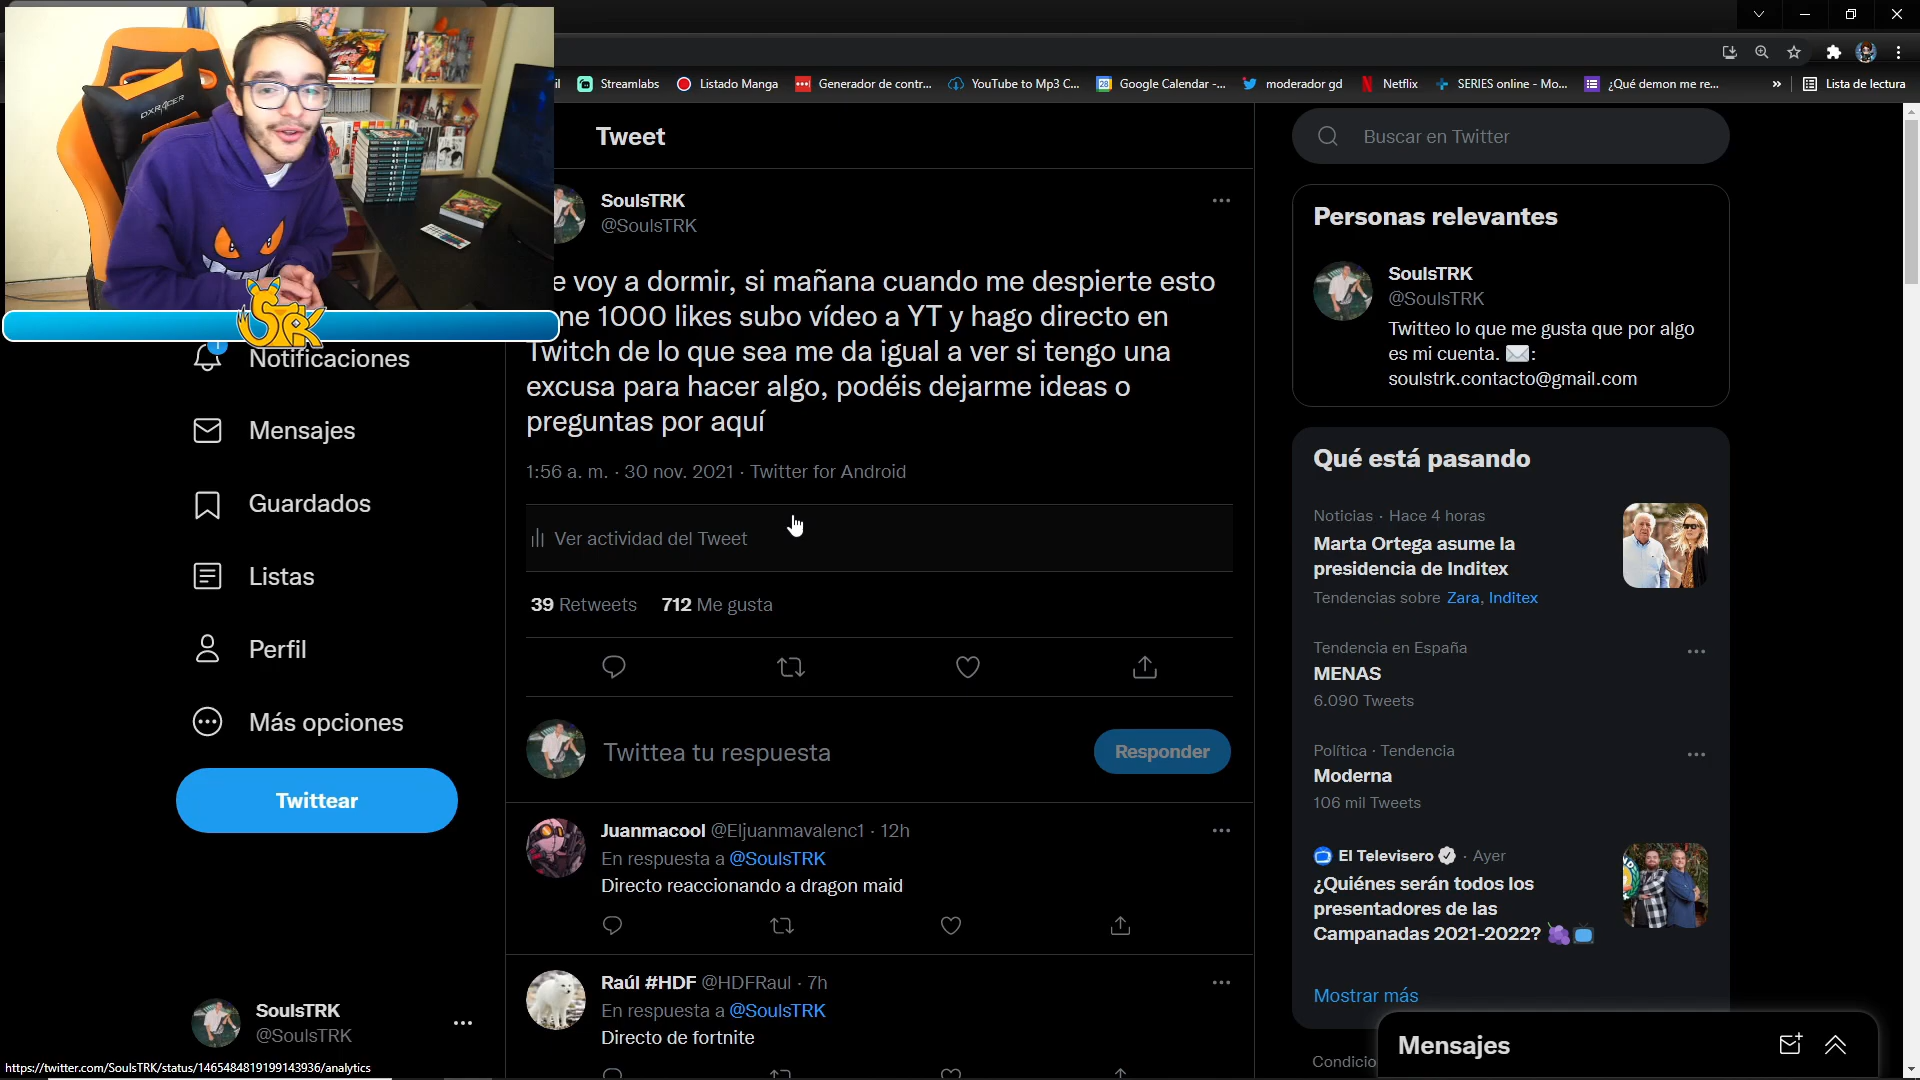 Streamlabs
Listado Manga
Generador de contr...
YouTube to Mp3 C...
Google Calendar -...
moderador gd
Netflix
SERIES online - Mo...
¿Qué demon me re...
»
Lista de lectura
DXRACER
Tweet
Buscar en Twitter
SoulsTRK
@SoulsTRK
e voy a dormir, si mañana cuando me despierte esto
ne 1000 likes subo vídeo a YT y hago directo en
Twitch de lo que sea me da igual a ver si tengo una
excusa para hacer algo, podéis dejarme ideas o
preguntas por aquí
1:56 a. m. · 30 nov. 2021 · Twitter for Android
Ver actividad del Tweet
39 Retweets 712 Me gusta
Twittea tu respuesta
Responder
Juanmacool @Eljuanmavalenc1 · 12h
En respuesta a @SoulsTRK
Directo reaccionando a dragon maid
Raúl #HDF @HDFRaul · 7h
En respuesta a @SoulsTRK
Directo de fortnite
Notificaciones
Mensajes
Guardados
Listas
Perfil
Más opciones
Twittear
SoulsTRK
@SoulsTRK
https://twitter.com/SoulsTRK/status/1465484819199143936/analytics
Personas relevantes
SoulsTRK
@SoulsTRK
Twitteo lo que me gusta que por algo
es mi cuenta. ✉️:
soulstrk.contacto@gmail.com
Qué está pasando
Noticias · Hace 4 horas
Marta Ortega asume la
presidencia de Inditex
Tendencias sobre Zara, Inditex
Tendencia en España
MENAS
6.090 Tweets
Política · Tendencia
Moderna
106 mil Tweets
El Televisero · Ayer
¿Quiénes serán todos los
presentadores de las
Campanadas 2021-2022? 🍇📺
Mostrar más
Condicio
Mensajes